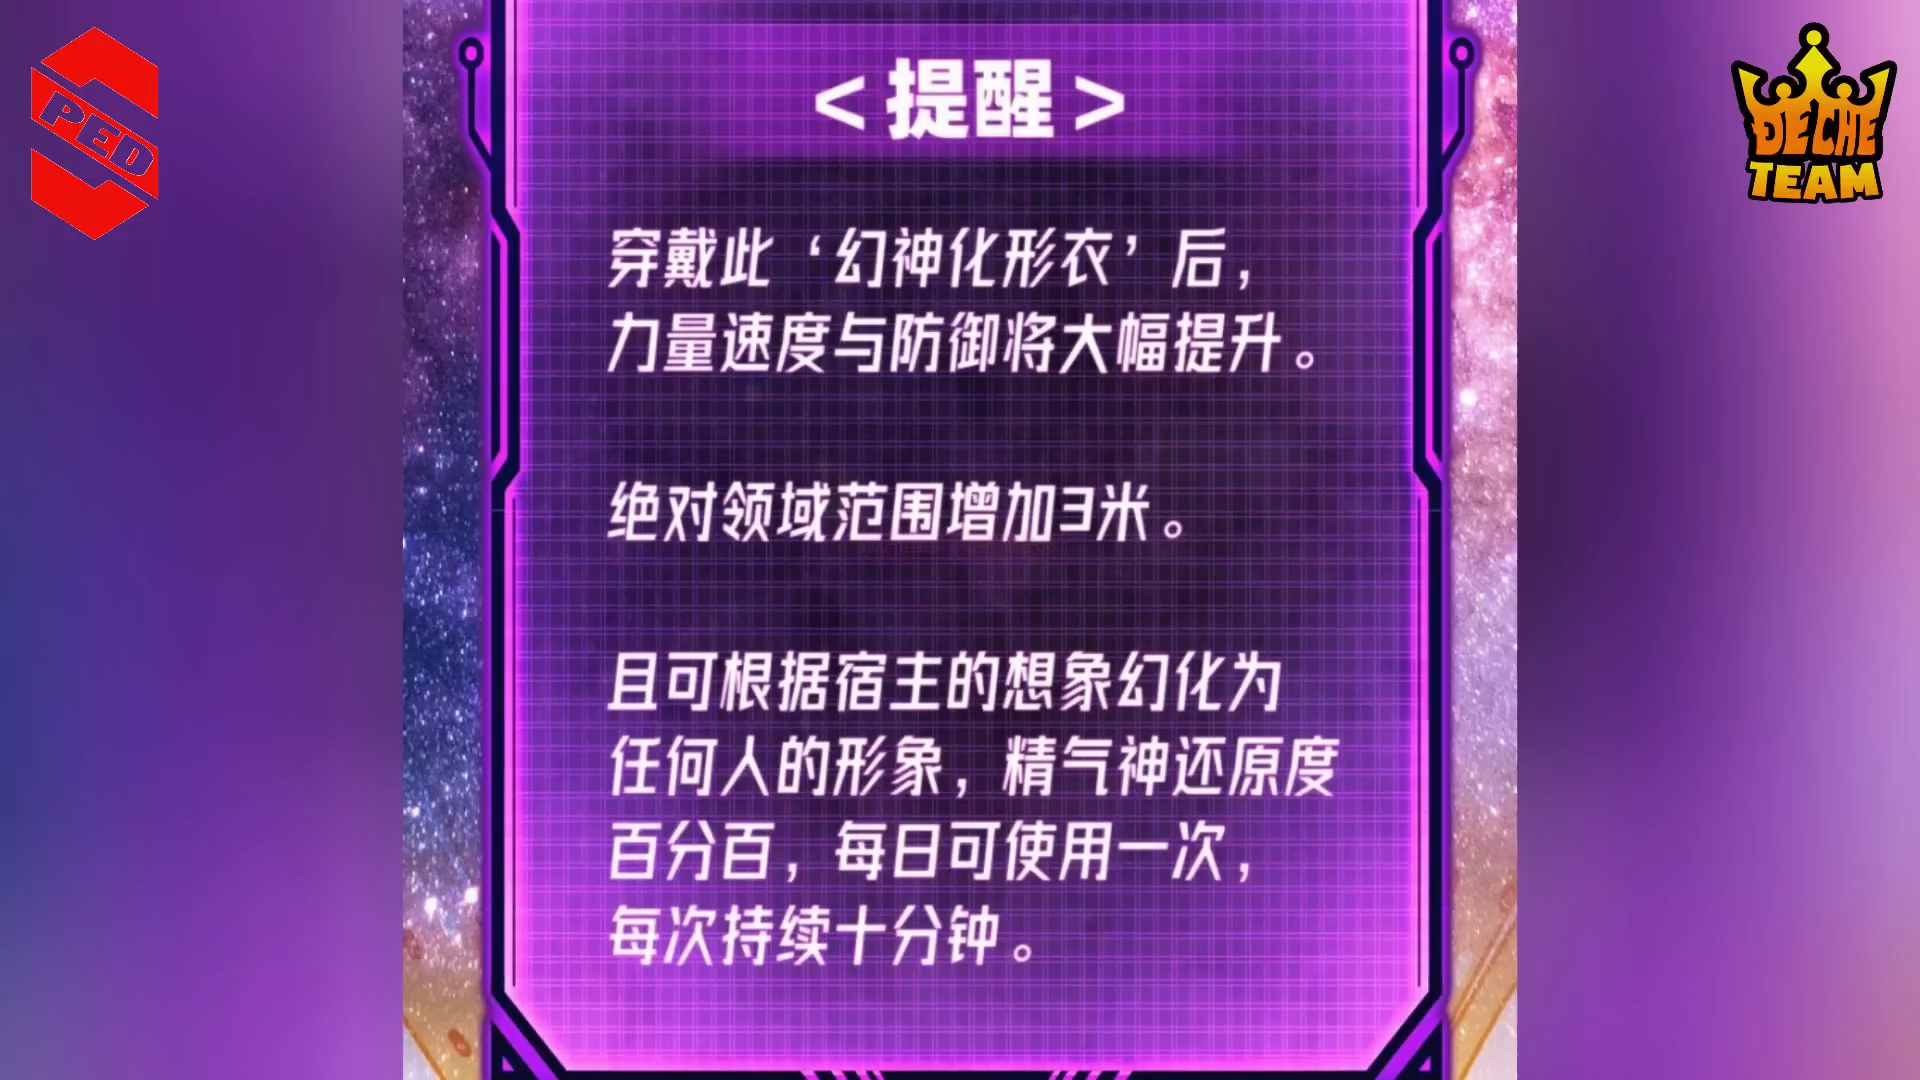 PED
ĐECHE
TEAM
<提醒>
穿戴此‘幻神化形衣’后，
力量速度与防御将大幅提升。
绝对领域范围增加3米。
且可根据宿主的想象幻化为
任何人的形象，精气神还原度
百分百，每日可使用一次，
每次持续十分钟。